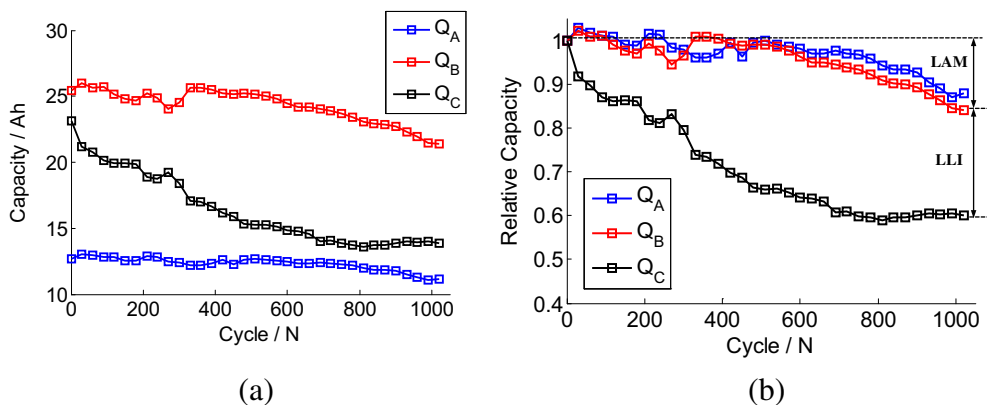 30
25
20
15
10
Capacity / Ah
0 200 400 600 800 1000
Cycle / N
Q_A
Q_B
Q_C
(a)
1
0.9
0.8
0.7
0.6
0.5
0.4
Relative Capacity
0 200 400 600 800 1000
Cycle / N
Q_A
Q_B
Q_C
LAM
LLI
(b)